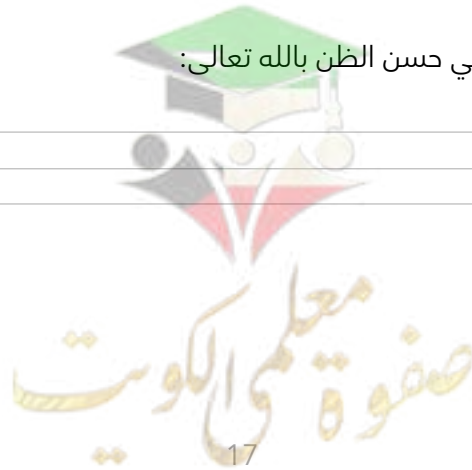 ي حسن الظن بالله تعالى:
صفوة معلمي الكويت
17